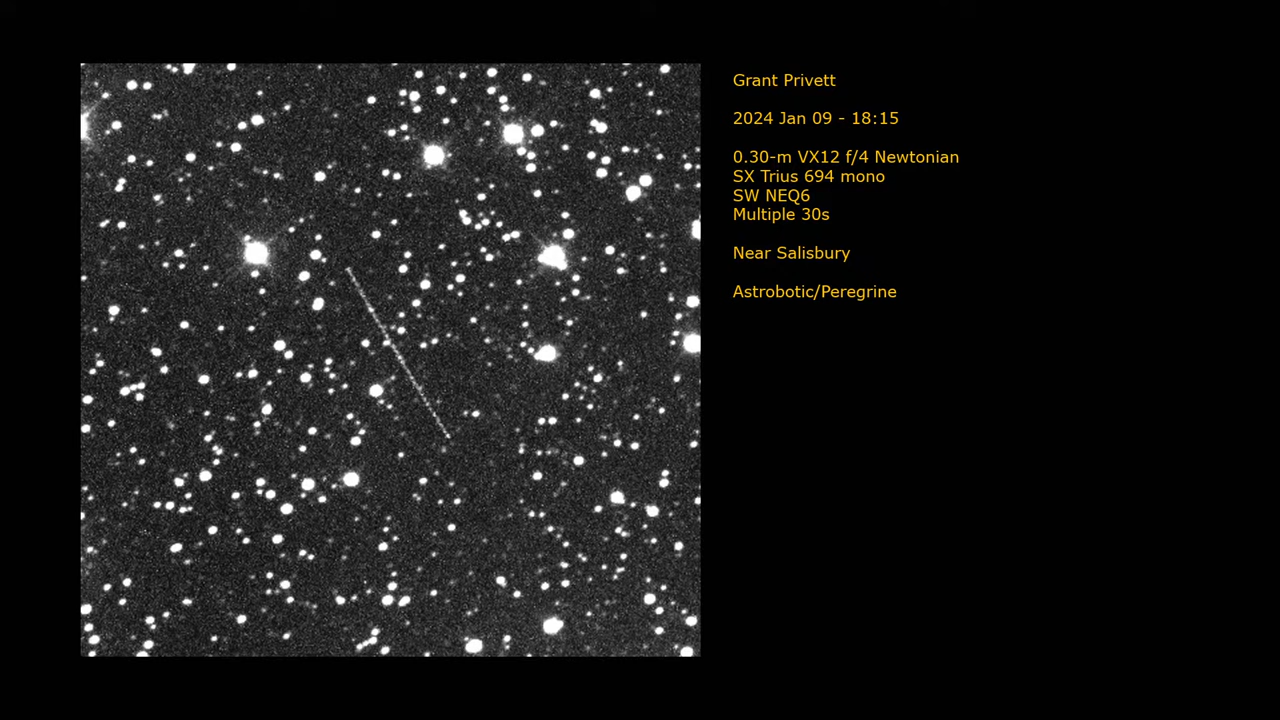 Grant Privett
2024 Jan 09 - 18:15
0.30-m VX12 f/4 Newtonian
SX Trius 694 mono
SW NEQ6
Multiple 30s
Near Salisbury
Astrobotic/Peregrine